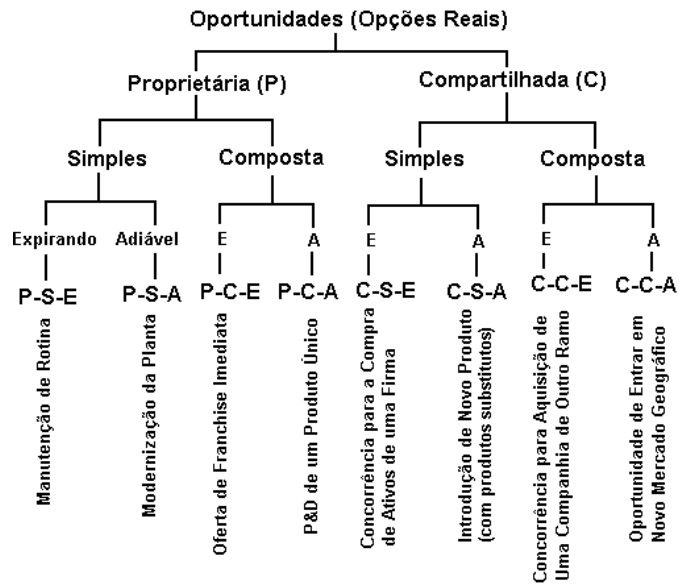 Oportunidades (Opções Reais)
Proprietária (P)
Compartilhada (C)
Simples
Composta
Simples
Composta
Expirando
Adiável
E
A
E
A
E
A
P-S-E
P-S-A
P-C-E
P-C-A
C-S-E
C-S-A
C-C-E
C-C-A
Manutenção de Rotina
Modernização da Planta
Oferta de Franchise Imediata
P&D de um Produto Único
Concorrência para a Compra
de Ativos de uma Firma
Introdução de Novo Produto
(com produtos substitutos)
Concorrência para Aquisição de
Uma Companhia de Outro Ramo
Oportunidade de Entrar em
Novo Mercado Geográfico